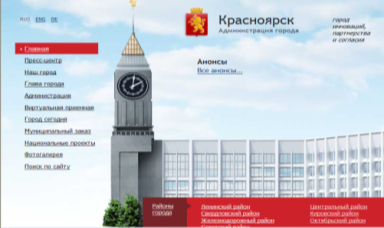 RUS ENG DE
Красноярск
Администрация города
город
инноваций,
партнерства
и согласия
Главная
Пресс-центр
Наш город
Глава города
Администрация
Виртуальная приемная
Город сегодня
Муниципальный заказ
Национальные проекты
Фотогалерея
Поиск по сайту
Анонсы
Все анонсы...
Районы
города
Ленинский район
Свердловский район
Железнодорожный район
Центральный район
Кировский район
Октябрьский район